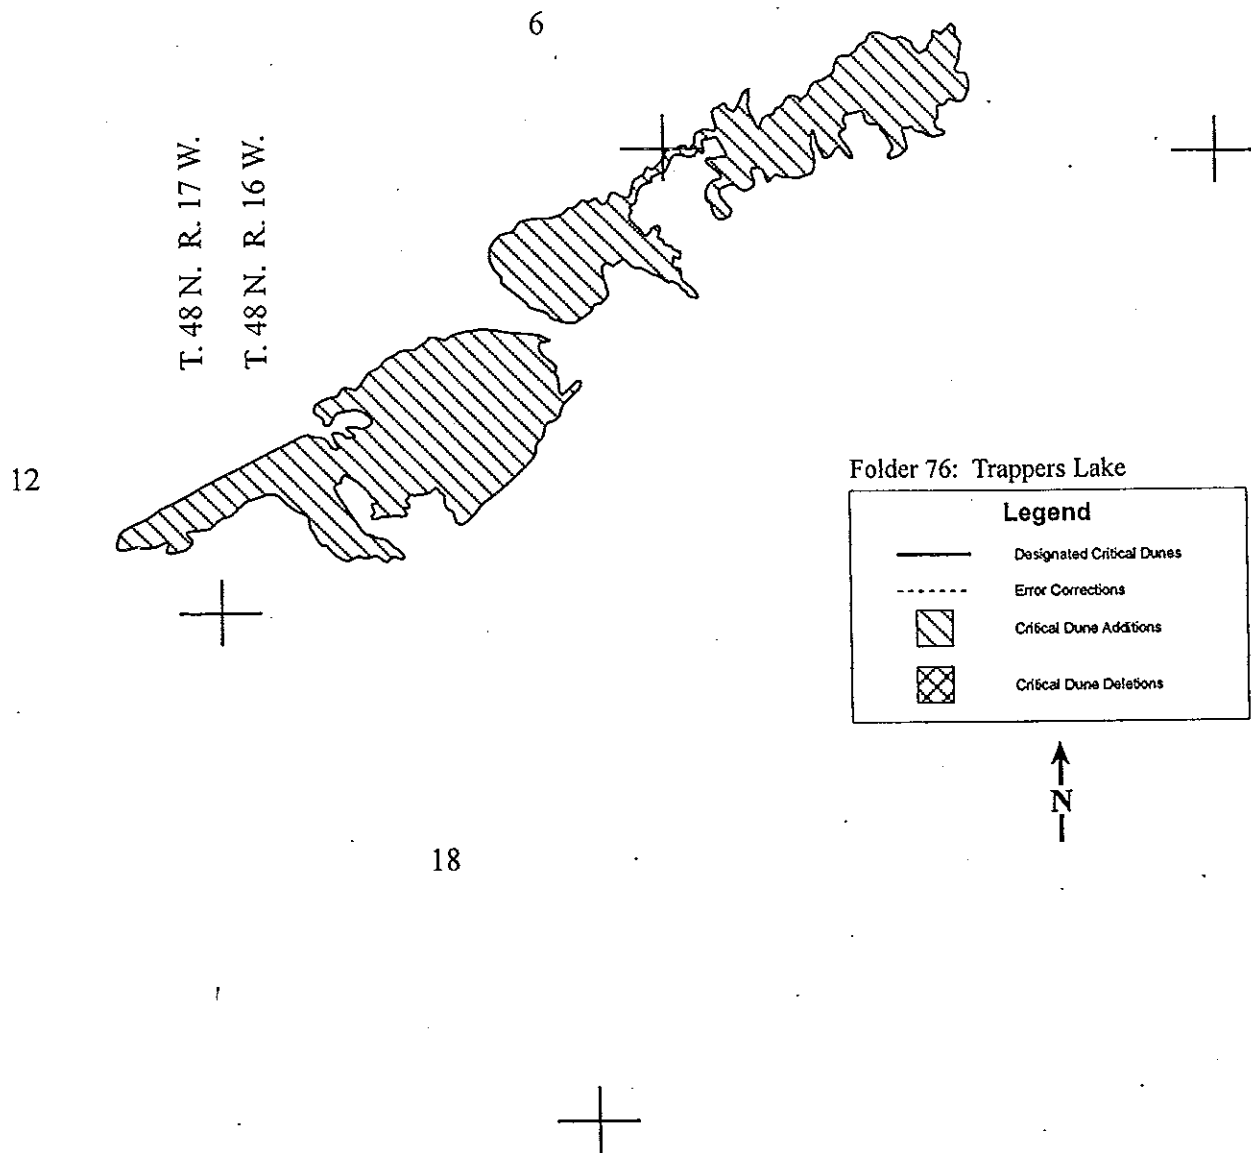 6
T. 48 N. R. 17 W.
T. 48 N. R. 16 W.
12
Folder 76: Trappers Lake
Legend
Designated Critical Dunes
Error Corrections
Critical Dune Additions
Critical Dune Deletions
N
18